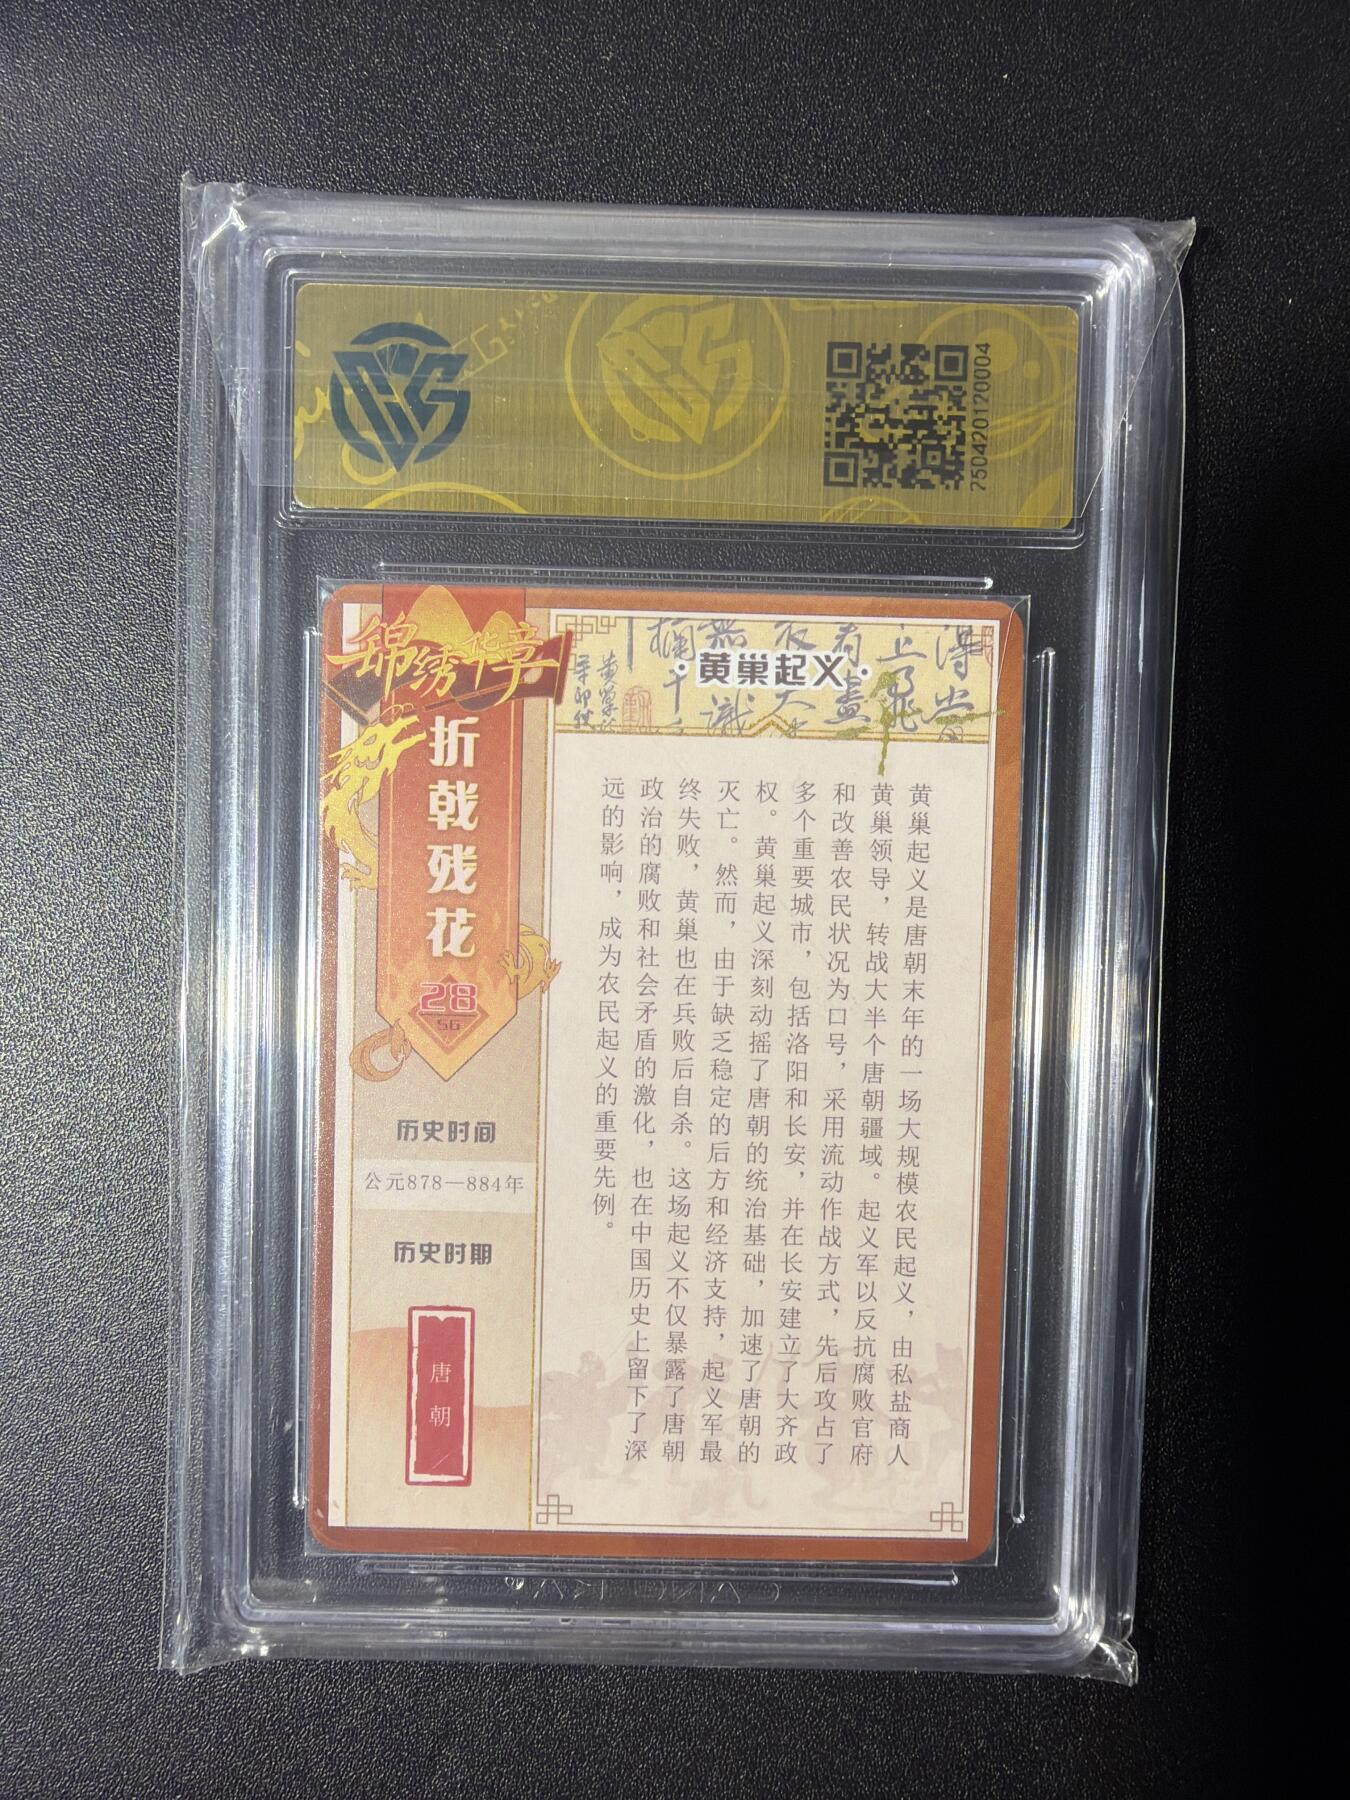 CCG
250420120004
锦绣华章
折戟残花
28
历史时间
公元878—884年
历史时期
唐朝
·黄巢起义·
黄巢起义是唐朝末年的一场大规模农民起义，由私盐商人
黄巢领导，转战大半个唐朝疆域。起义军以反抗腐败官府
和改善农民状况为口号，采用流动作战方式，先后攻占了
多个重要城市，包括洛阳和长安，并在长安建立了大齐政
权。黄巢起义深刻动摇了唐朝的统治基础，加速了唐朝的
灭亡。然而，由于缺乏稳定的后方和经济支持，起义军最
终失败，黄巢也在兵败后自杀。这场起义不仅暴露了唐朝
政治的腐败和社会矛盾的激化，也在中国历史上留下了深
远的影响，成为农民起义的重要先例。